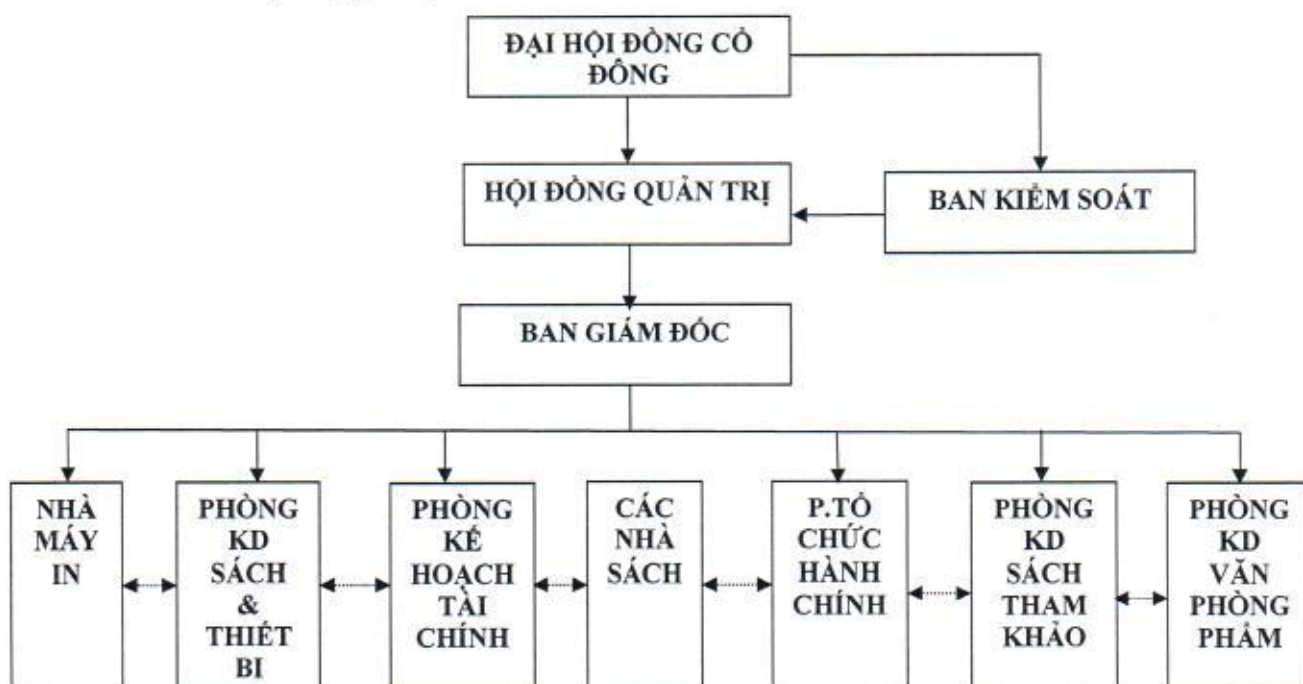 ĐẠI HỘI ĐỒNG CỔ
ĐÔNG
HỘI ĐỒNG QUẢN TRỊ
BAN KIỂM SOÁT
BAN GIÁM ĐỐC
NHÀ
MÁY
IN
PHÒNG
KD
SÁCH
&
THIẾT
BI
PHÒNG
KẾ
HOẠCH
TÀI
CHÍNH
CÁC
NHÀ
SÁCH
P.TỔ
CHỨC
HÀNH
CHÍNH
PHÒNG
KD
SÁCH
THAM
KHẢO
PHÒNG
KD
VĂN
PHÒNG
PHẨM